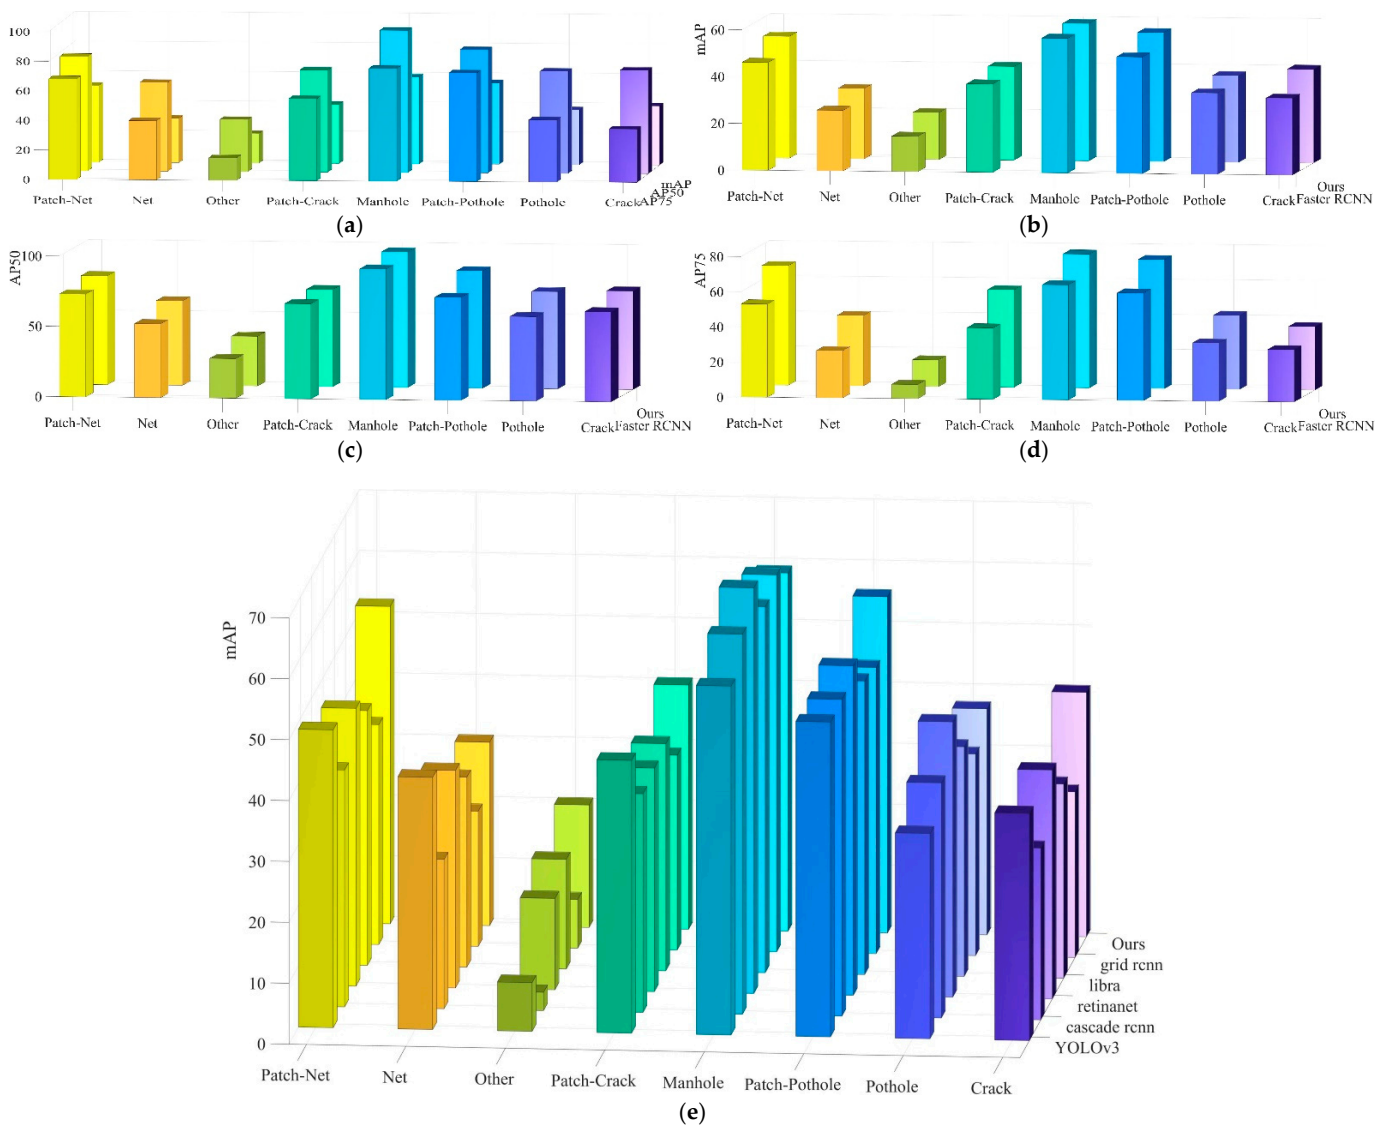 100
80
60
40
20
0
Patch-Net
Net
Other
Patch-Crack
Manhole
Patch-Pothole
Pothole
Crack
AP75
AP50
mAP
(a)
mAP
60
40
20
0
Patch-Net
Net
Other
Patch-Crack
Manhole
Patch-Pothole
Pothole
Crack
Faster RCNN
Ours
(b)
AP50
100
50
0
Patch-Net
Net
Other
Patch-Crack
Manhole
Patch-Pothole
Pothole
Crack
Faster RCNN
Ours
(c)
AP75
80
60
40
20
0
Patch-Net
Net
Other
Patch-Crack
Manhole
Patch-Pothole
Pothole
Crack
Faster RCNN
Ours
(d)
mAP
70
60
50
40
30
20
10
0
Patch-Net
Net
Other
Patch-Crack
Manhole
Patch-Pothole
Pothole
Crack
Ours
grid rcnn
libra
retinanet
cascade rcnn
YOLOv3
(e)